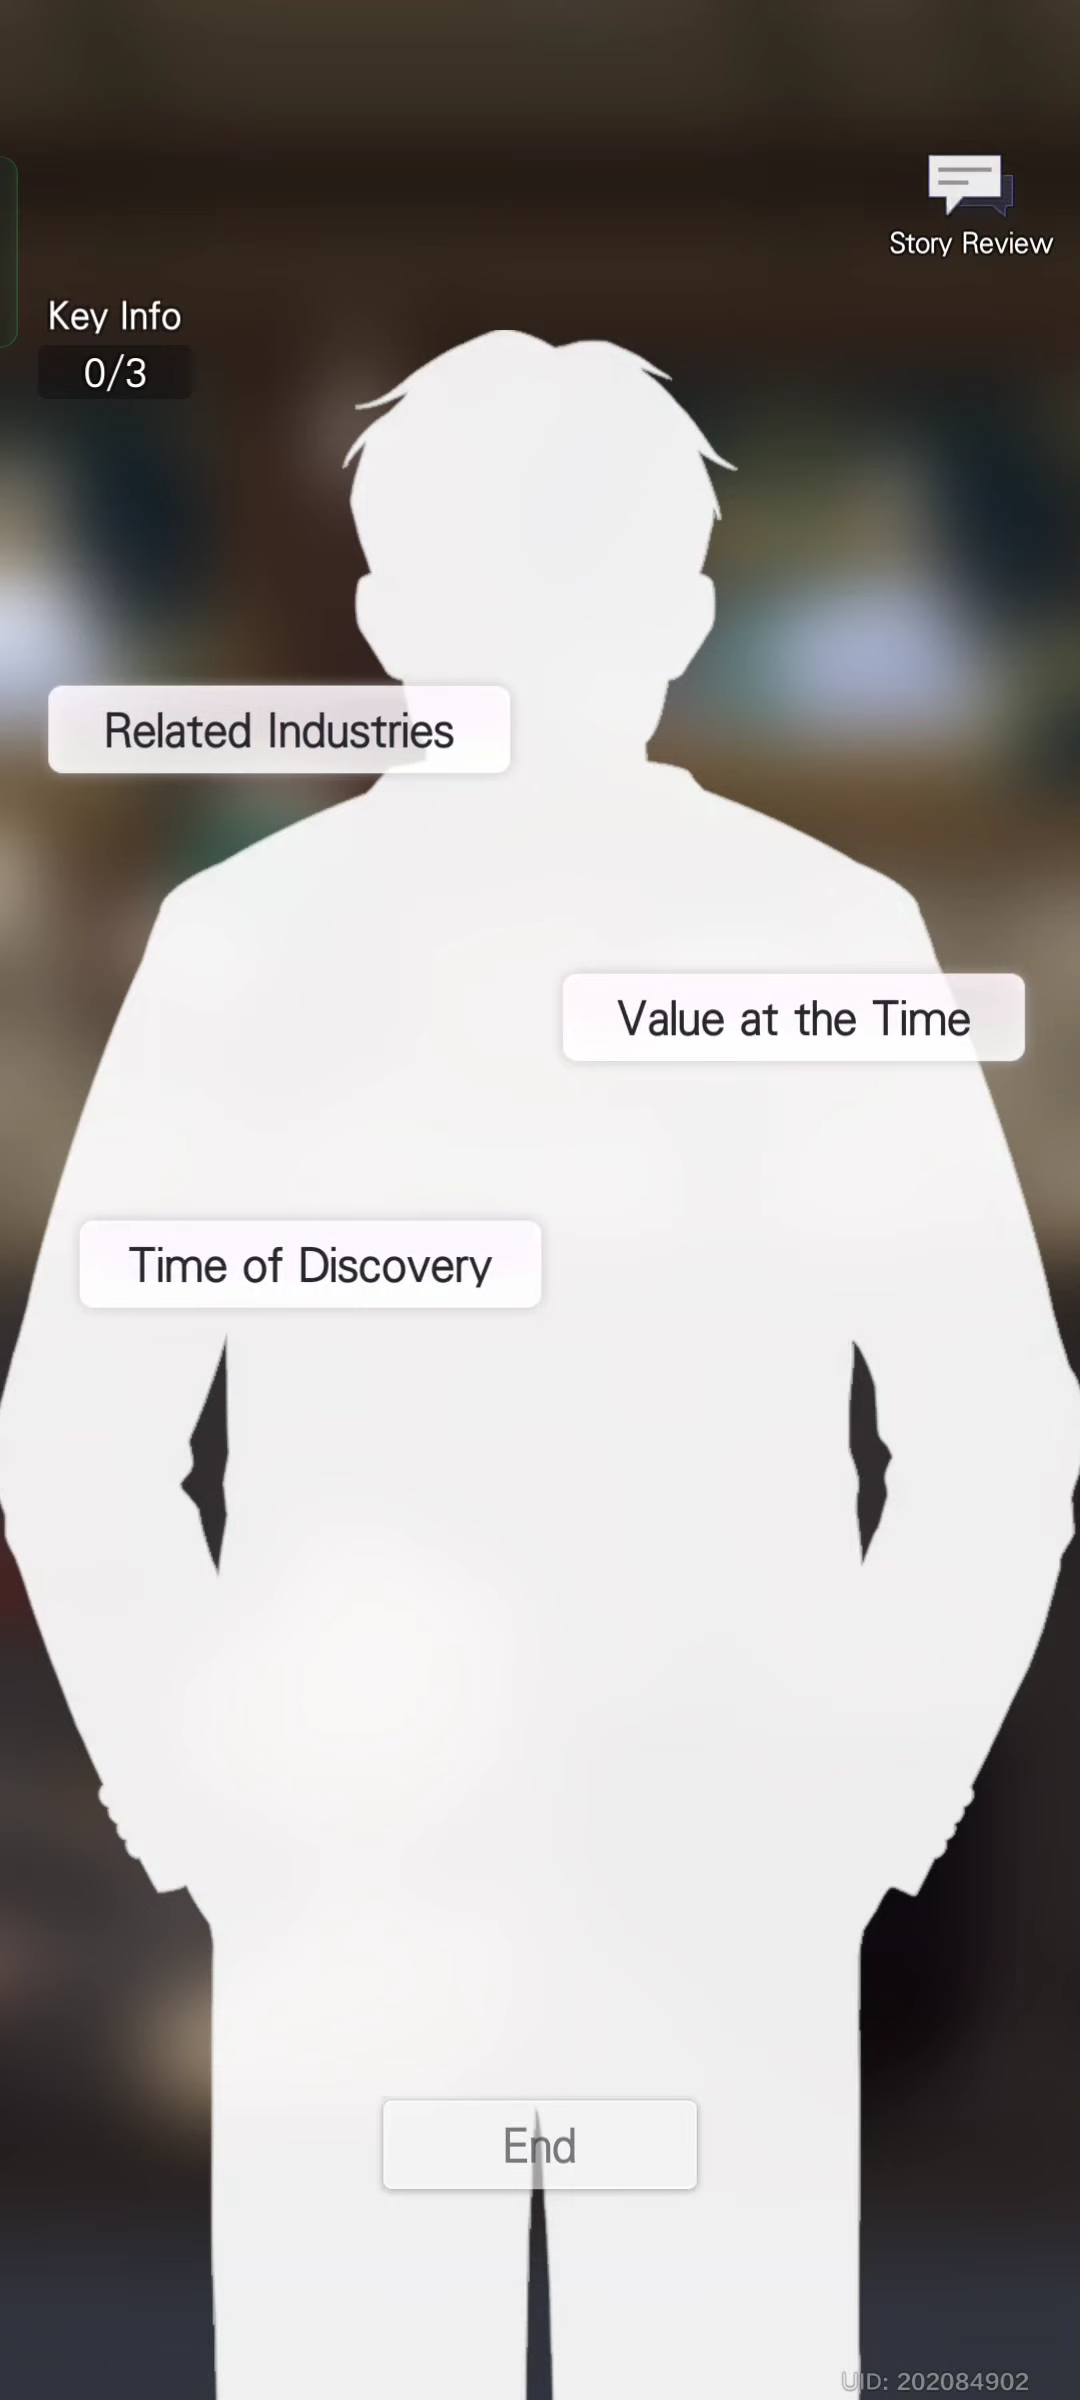 Story Review
Key Info
0/3
Related Industries
Value at the Time
Time of Discovery
End
UID: 202084902